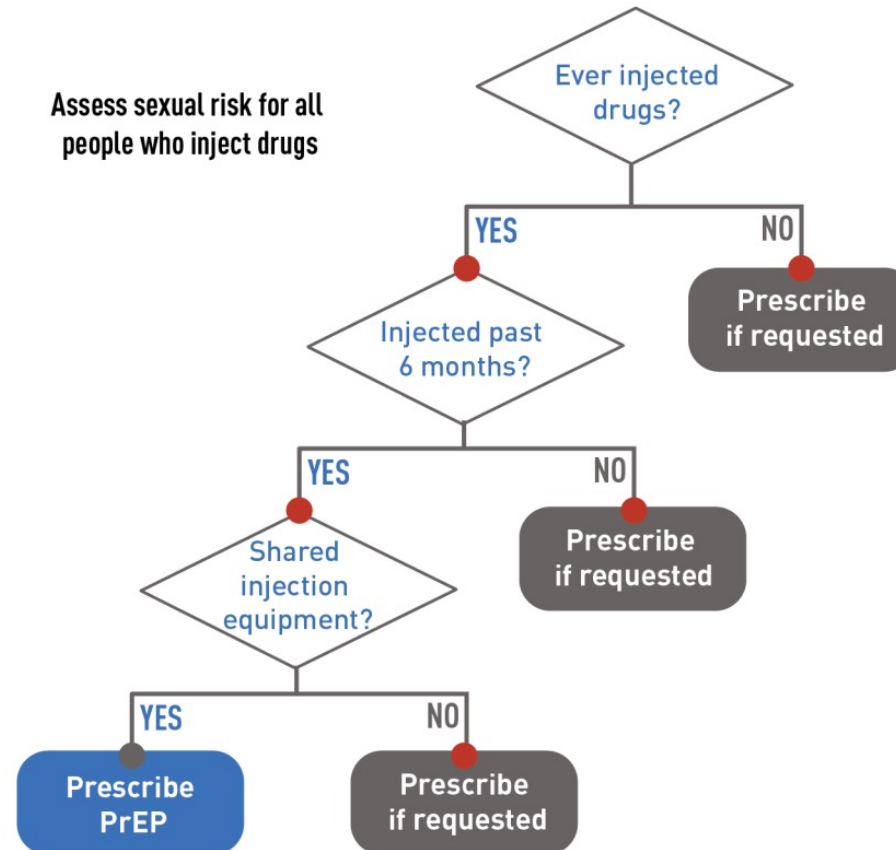 Assess sexual risk for all
people who inject drugs
Ever injected
drugs?
YES
NO
Prescribe
if requested
Injected past
6 months?
YES
NO
Prescribe
if requested
Shared
injection
equipment?
YES
NO
Prescribe
PrEP
Prescribe
if requested